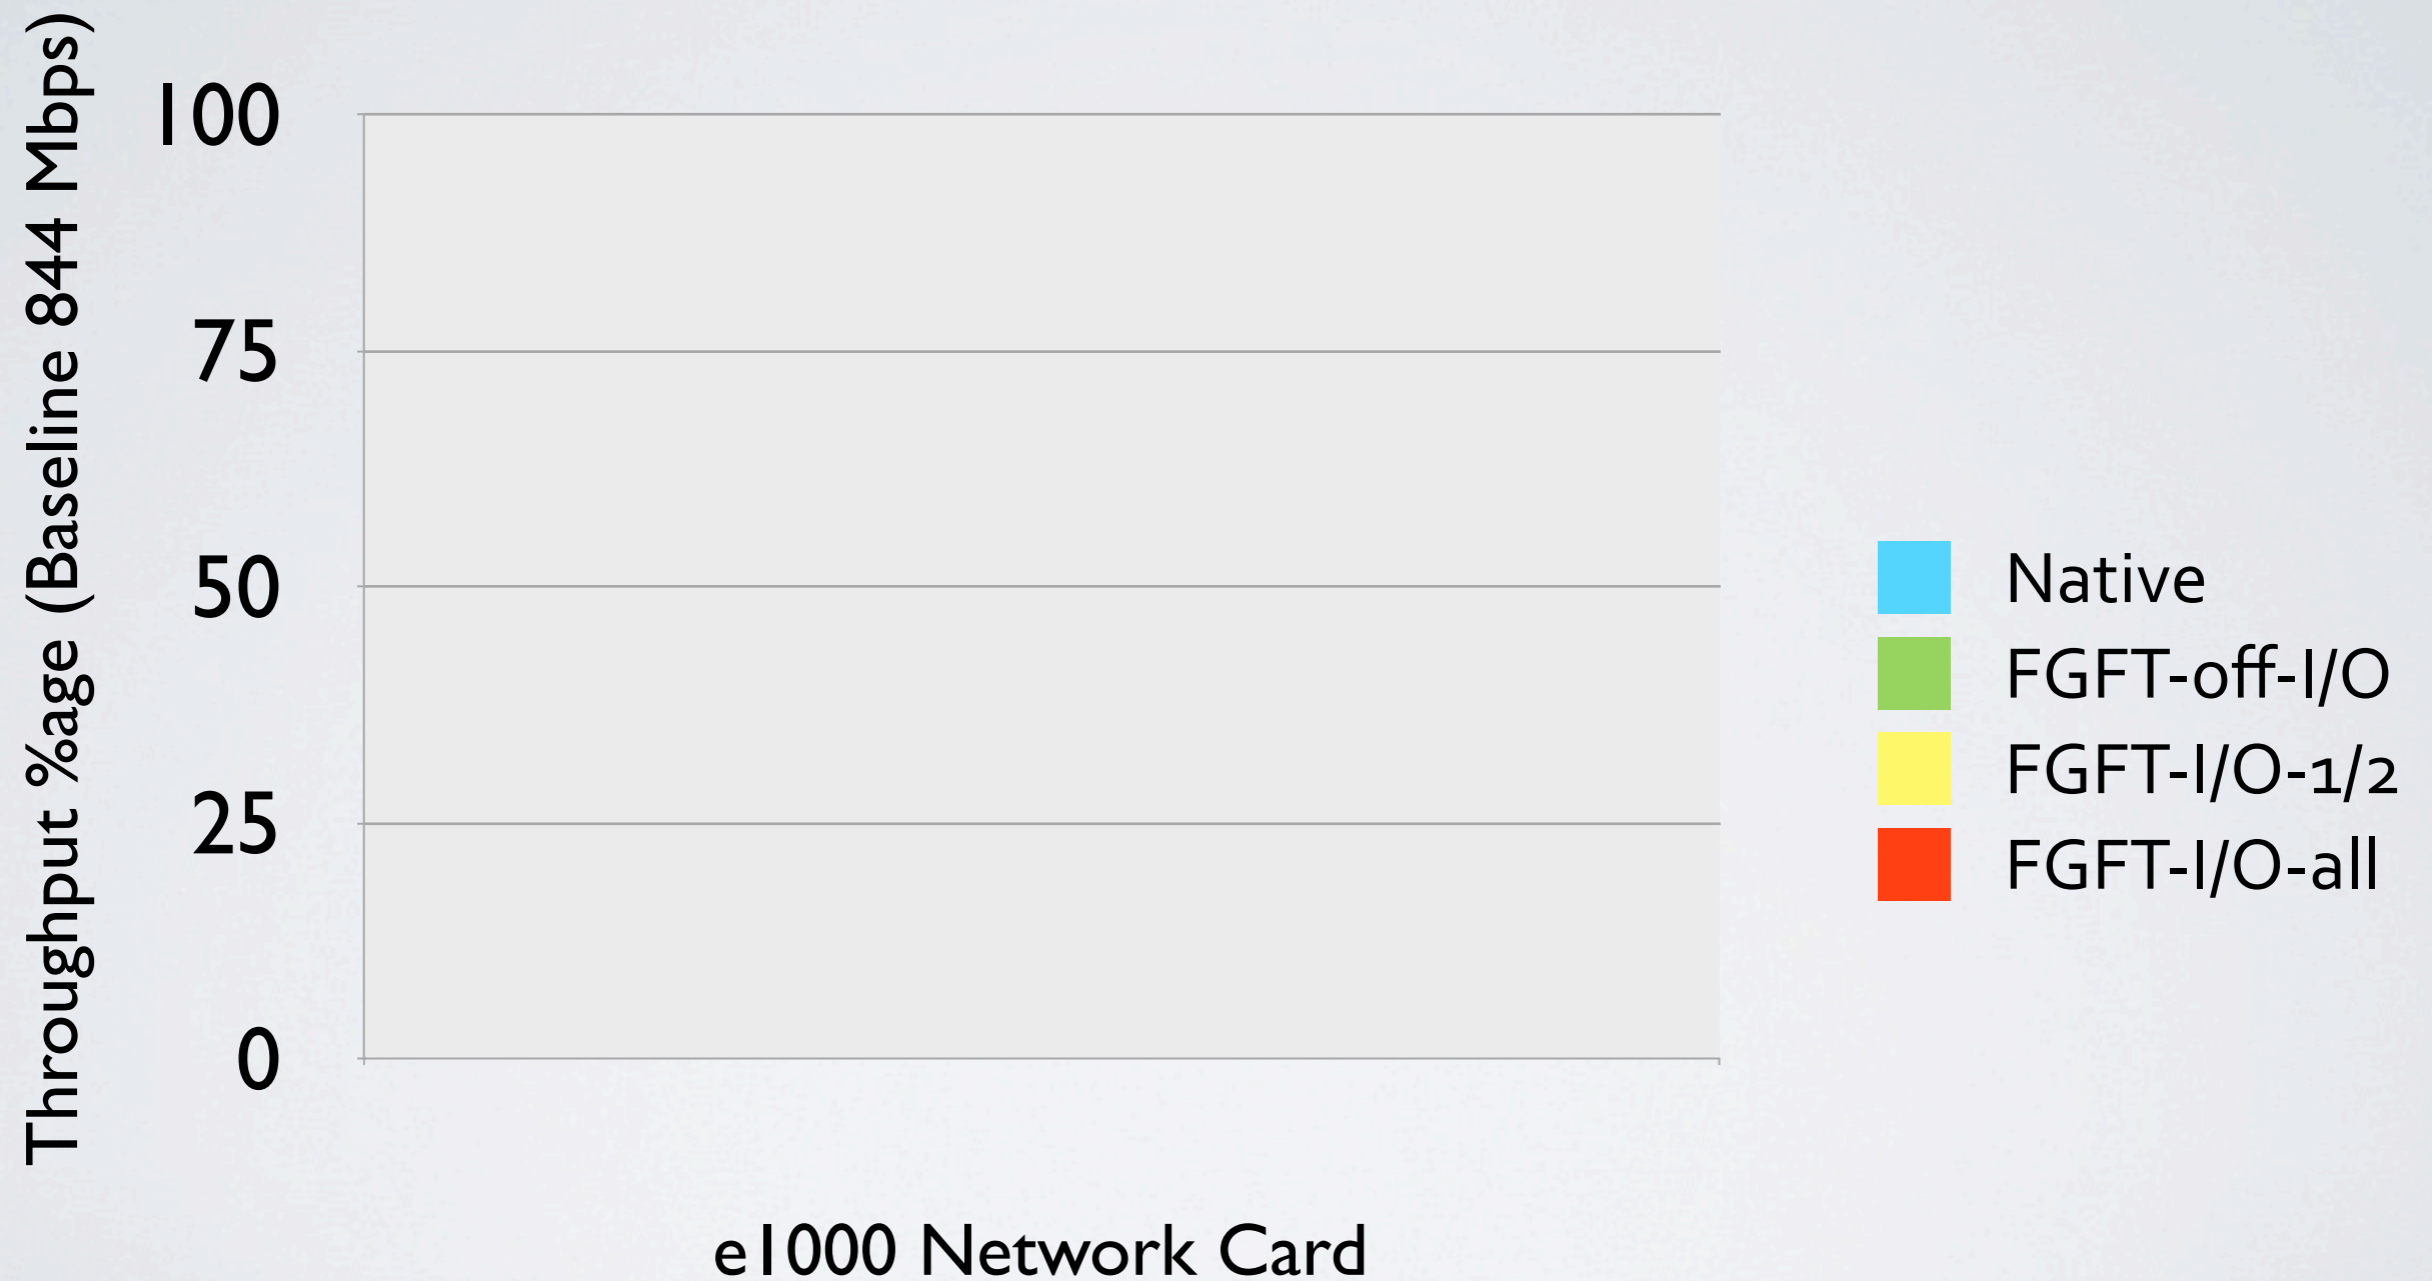 Throughput %age (Baseline 844 Mbps)
100
75
50
25
0
e1000 Network Card
Native
FGFT-off-I/O
FGFT-I/O-1/2
FGFT-I/O-all